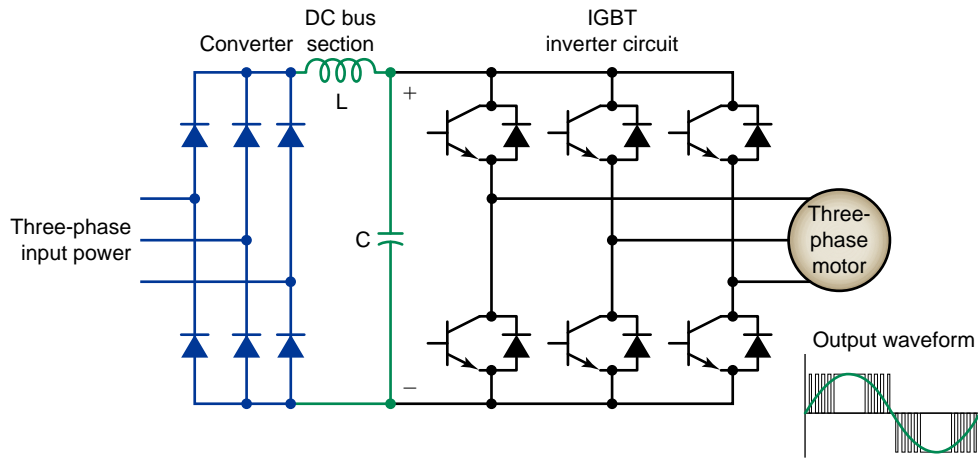 DC bus
section
IGBT
inverter circuit
Converter
L
+
Three-phase
input power
C
Three-
phase
motor
−
Output waveform